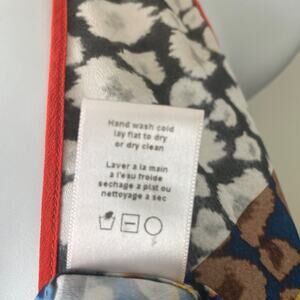 Hand wash cold
lay flat to dry
or dry clean
Laver a la main
a l'eau froide
sechage a plat ou
nettoyage a sec